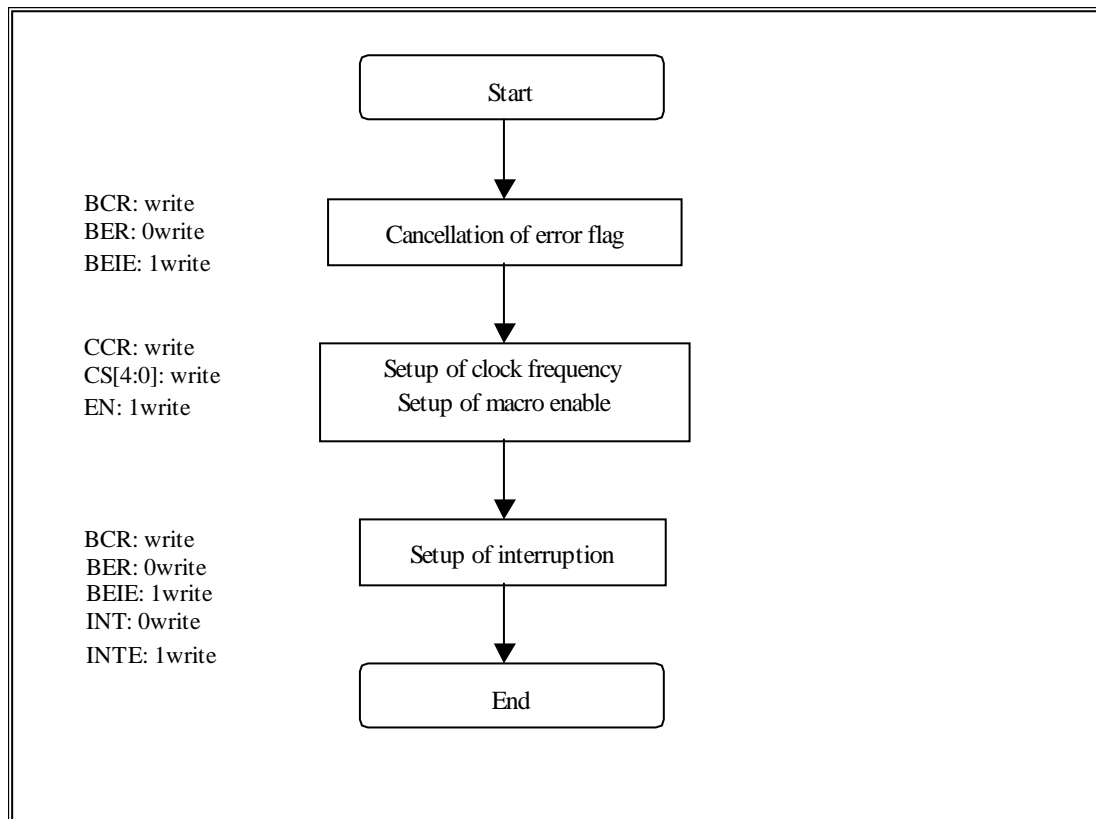 Start
BCR: write
BER: 0write
BEIE: 1write
Cancellation of error flag
CCR: write
CS[4:0]: write
EN: 1write
Setup of clock frequency
Setup of macro enable
BCR: write
BER: 0write
BEIE: 1write
INT: 0write
INTE: 1write
Setup of interruption
End